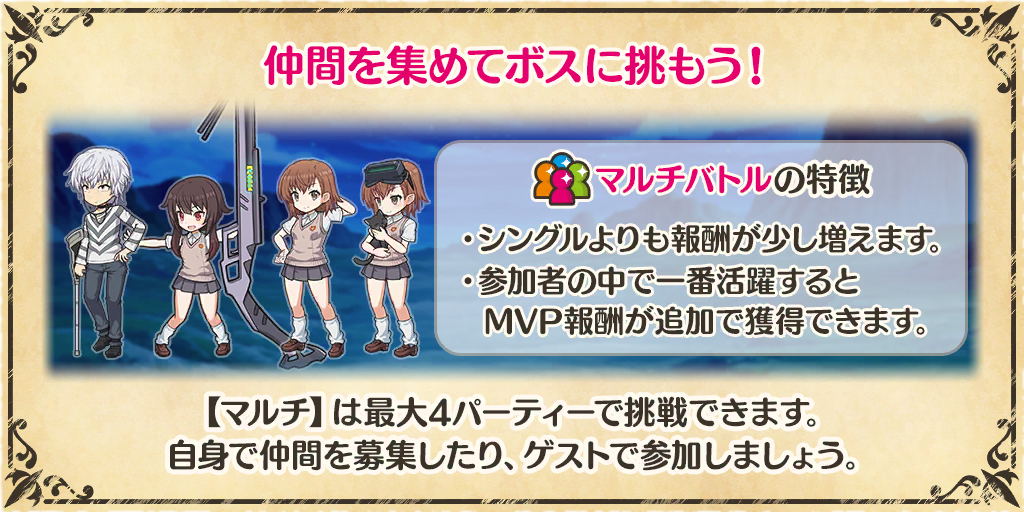 仲間を集めてボスに挑もう！
マルチバトルの特徴
・シングルよりも報酬が少し増えます。
・参加者の中で一番活躍すると
MVP報酬が追加で獲得できます。
【マルチ】は最大4パーティーで挑戦できます。
自身で仲間を募集したり、ゲストで参加しましょう。